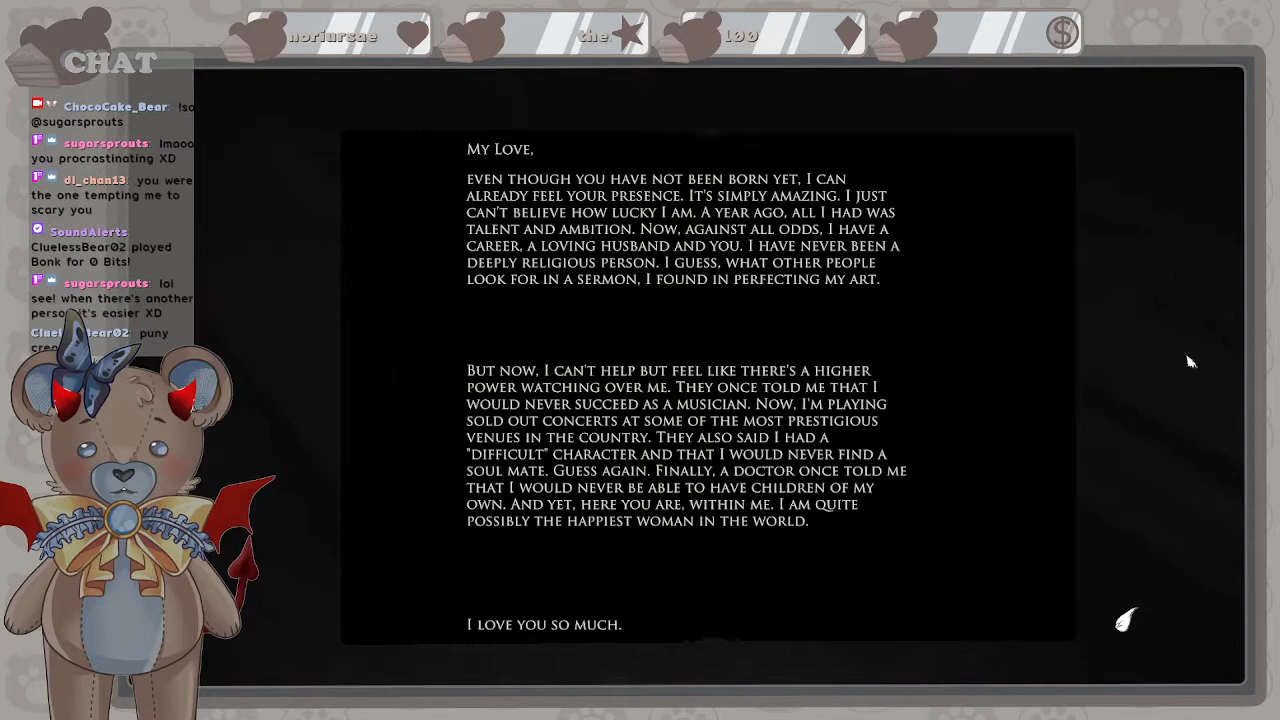 noriursae
the
100
CHAT
ChocoCake_Bear: !so
@sugarsprouts
sugarsprouts: lmaoo
you procrastinating XD
dl_chan13: you were
the one tempting me to
scary you
SoundAlerts:
CluelessBear02 played
Bonk for 0 Bits!
sugarsprouts: lol
see! when there's another
person it's easier XD
puny
MY LOVE,
EVEN THOUGH YOU HAVE NOT BEEN BORN YET, I CAN
ALREADY FEEL YOUR PRESENCE. IT'S SIMPLY AMAZING. I JUST
CAN'T BELIEVE HOW LUCKY I AM. A YEAR AGO, ALL I HAD WAS
TALENT AND AMBITION. NOW, AGAINST ALL ODDS, I HAVE A
CAREER, A LOVING HUSBAND AND YOU. I HAVE NEVER BEEN A
DEEPLY RELIGIOUS PERSON. I GUESS, WHAT OTHER PEOPLE
LOOK FOR IN A SERMON, I FOUND IN PERFECTING MY ART.
BUT NOW, I CAN'T HELP BUT FEEL LIKE THERE'S A HIGHER
POWER WATCHING OVER ME. THEY ONCE TOLD ME THAT I
WOULD NEVER SUCCEED AS A MUSICIAN. NOW, I'M PLAYING
SOLD OUT CONCERTS AT SOME OF THE MOST PRESTIGIOUS
VENUES IN THE COUNTRY. THEY ALSO SAID I HAD A
"DIFFICULT" CHARACTER AND THAT I WOULD NEVER FIND A
SOUL MATE. GUESS AGAIN. FINALLY, A DOCTOR ONCE TOLD ME
THAT I WOULD NEVER BE ABLE TO HAVE CHILDREN OF MY
OWN. AND YET, HERE YOU ARE, WITHIN ME. I AM QUITE
POSSIBLY THE HAPPIEST WOMAN IN THE WORLD.
I LOVE YOU SO MUCH.